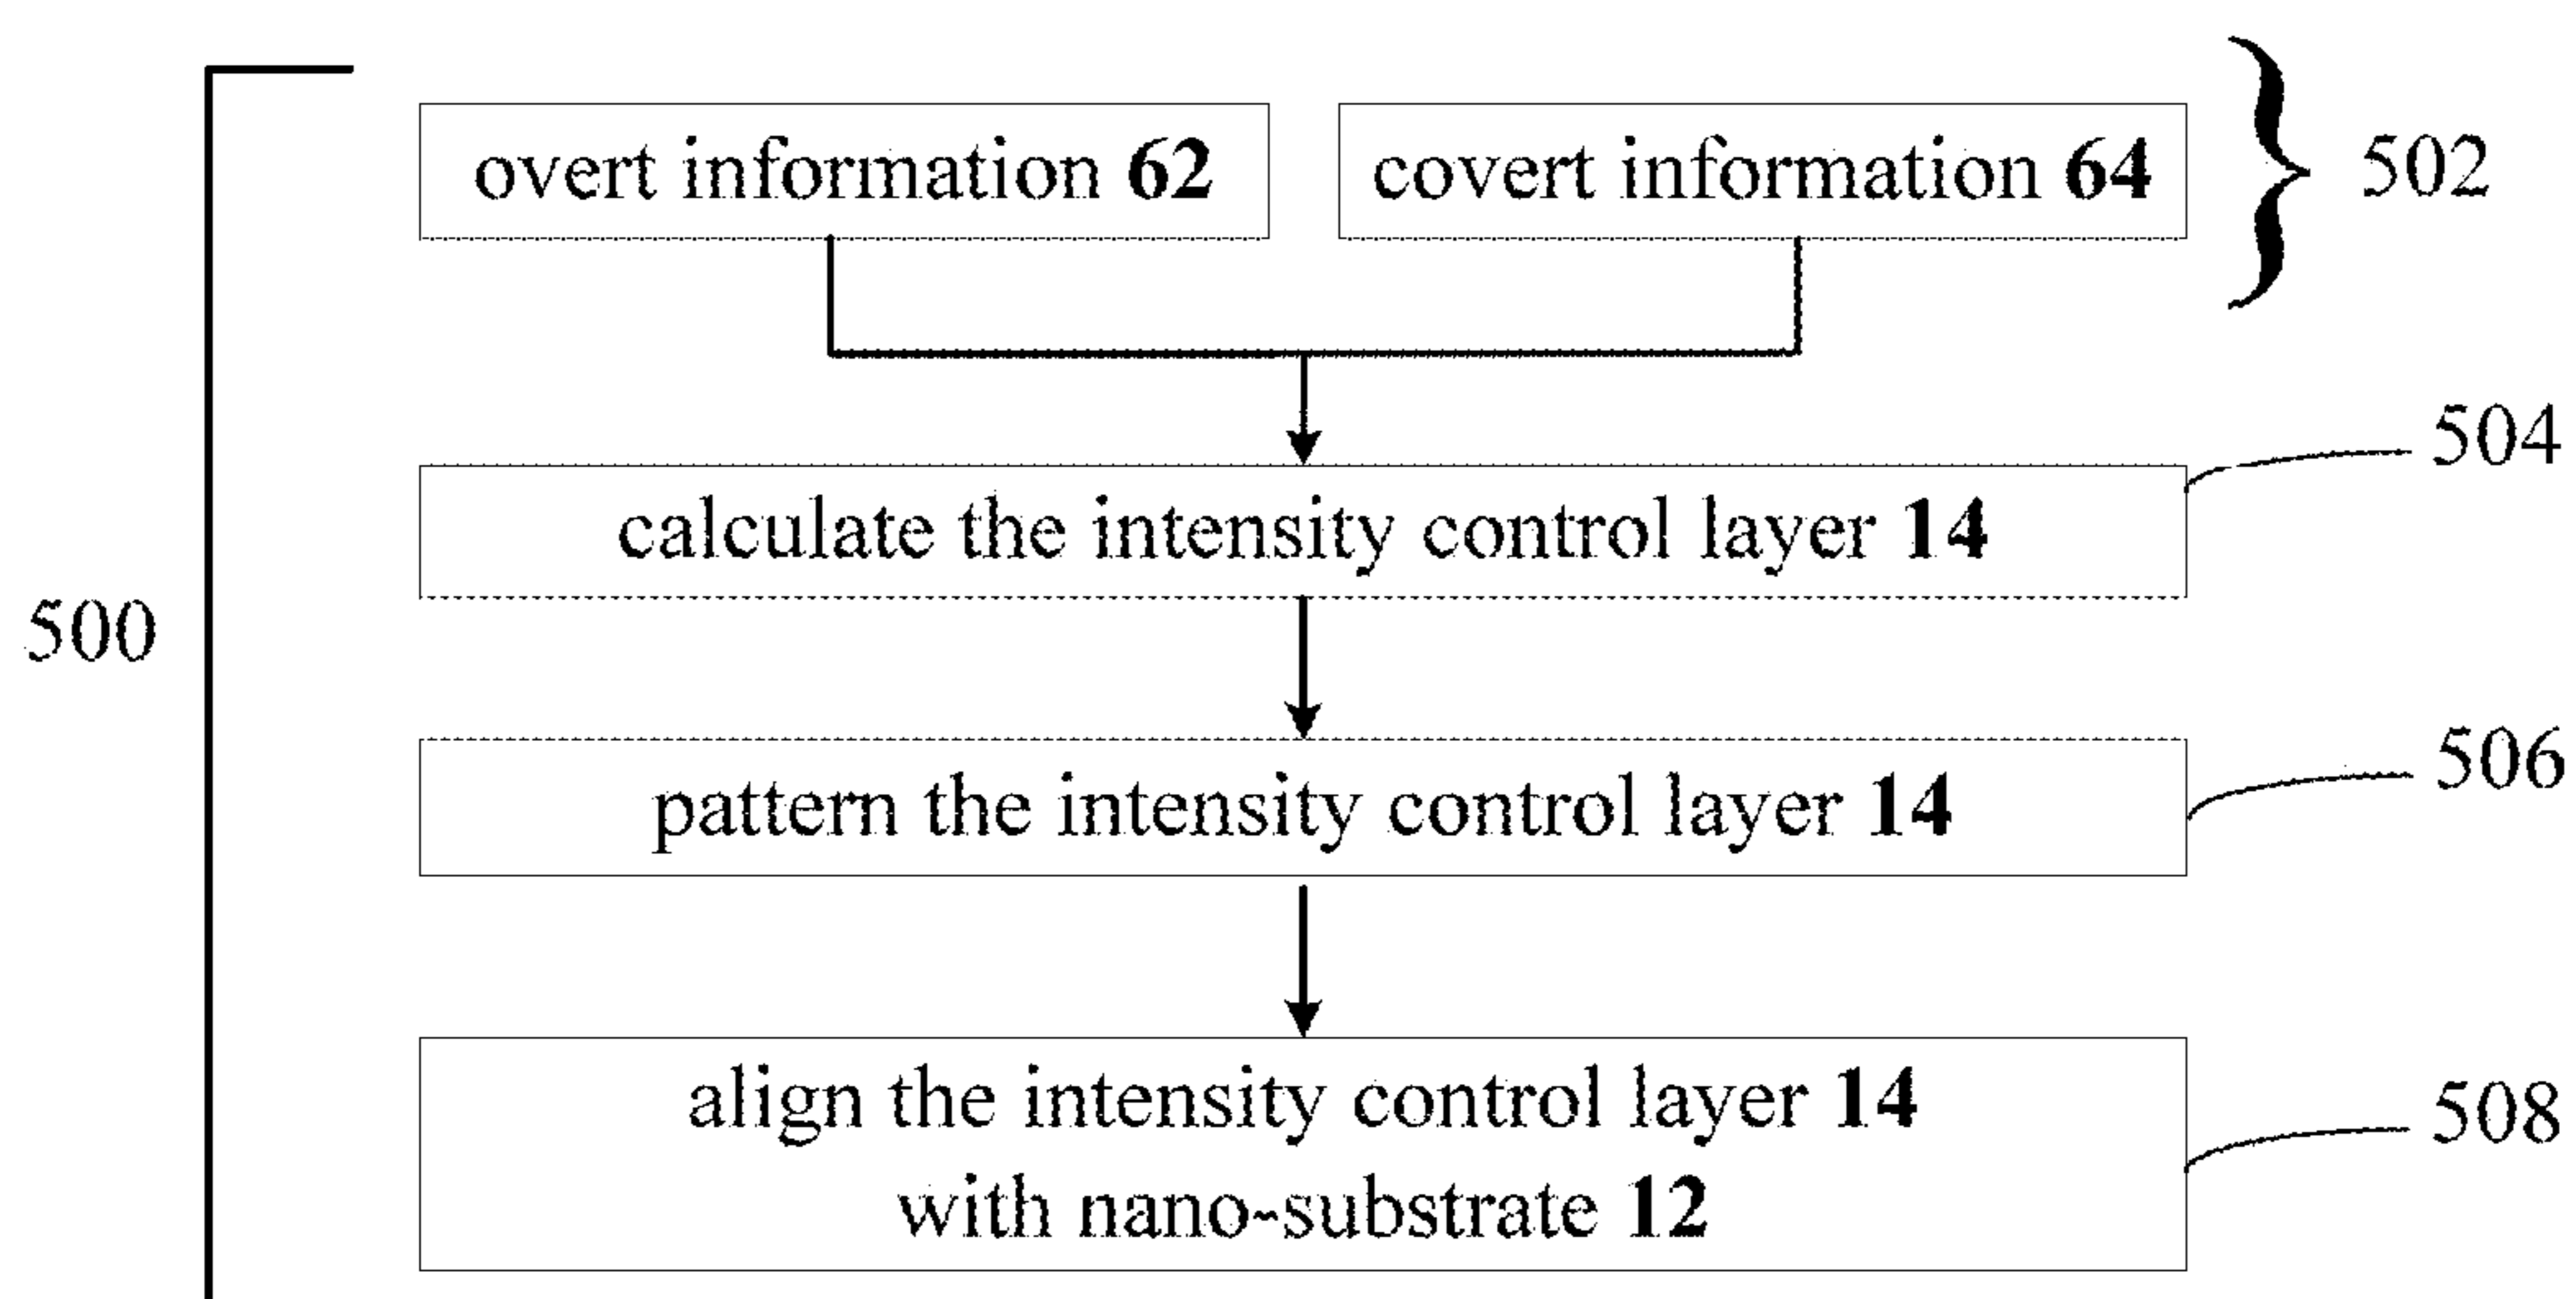 overt information 62
covert information 64
502
504
calculate the intensity control layer 14
500
506
pattern the intensity control layer 14
508
align the intensity control layer 14
with nano-substrate 12